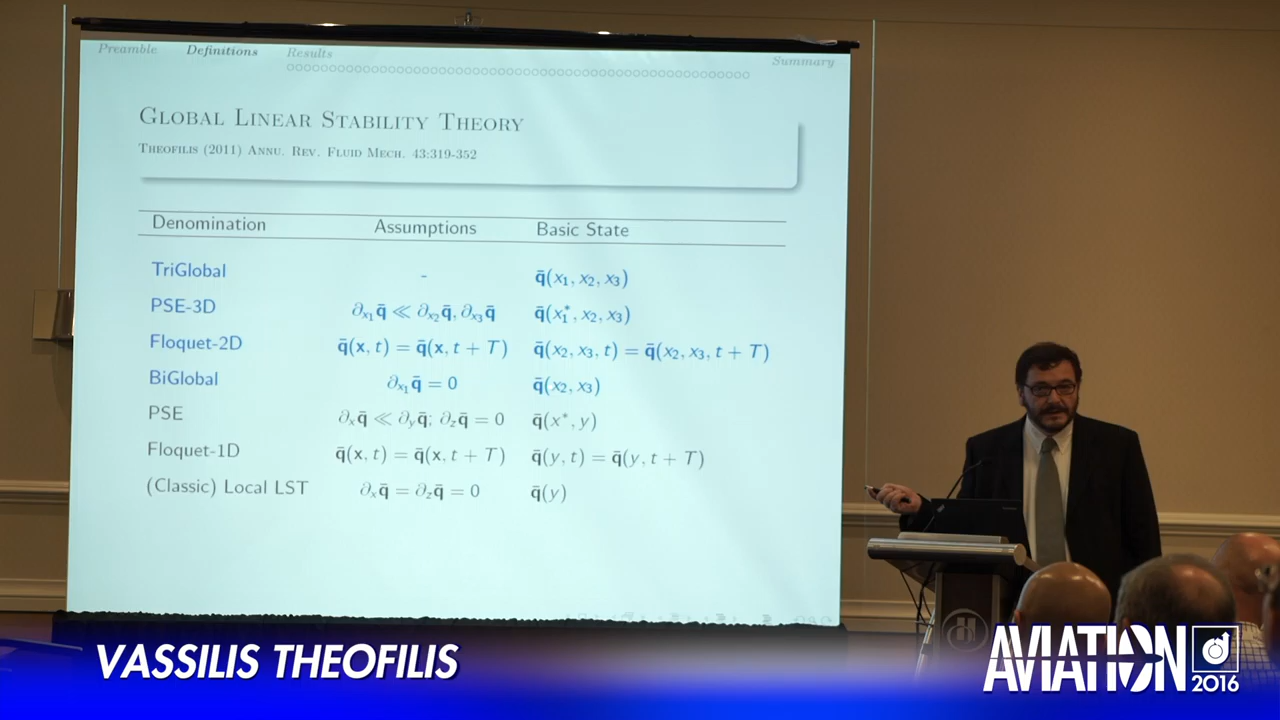 Preamble Definitions Results Summary
GLOBAL LINEAR STABILITY THEORY
THEOFILIS (2011) ANNU. REV. FLUID MECH. 43:319-352
Denomination Assumptions Basic State
TriGlobal - q̄(x₁, x₂, x₃)
PSE-3D ∂ₓ₁q̄ ≪ ∂ₓ₂q̄, ∂ₓ₃q̄ q̄(x₁*, x₂, x₃)
Floquet-2D q̄(x, t) = q̄(x, t + T) q̄(x₂, x₃, t) = q̄(x₂, x₃, t + T)
BiGlobal ∂ₓ₁q̄ = 0 q̄(x₂, x₃)
PSE ∂ₓq̄ ≪ ∂ᵧq̄; ∂zq̄ = 0 q̄(x*, y)
Floquet-1D q̄(x, t) = q̄(x, t + T) q̄(y, t) = q̄(y, t + T)
(Classic) Local LST ∂ₓq̄ = ∂zq̄ = 0 q̄(y)
VASSILIS THEOFILIS
AVIATION
2016